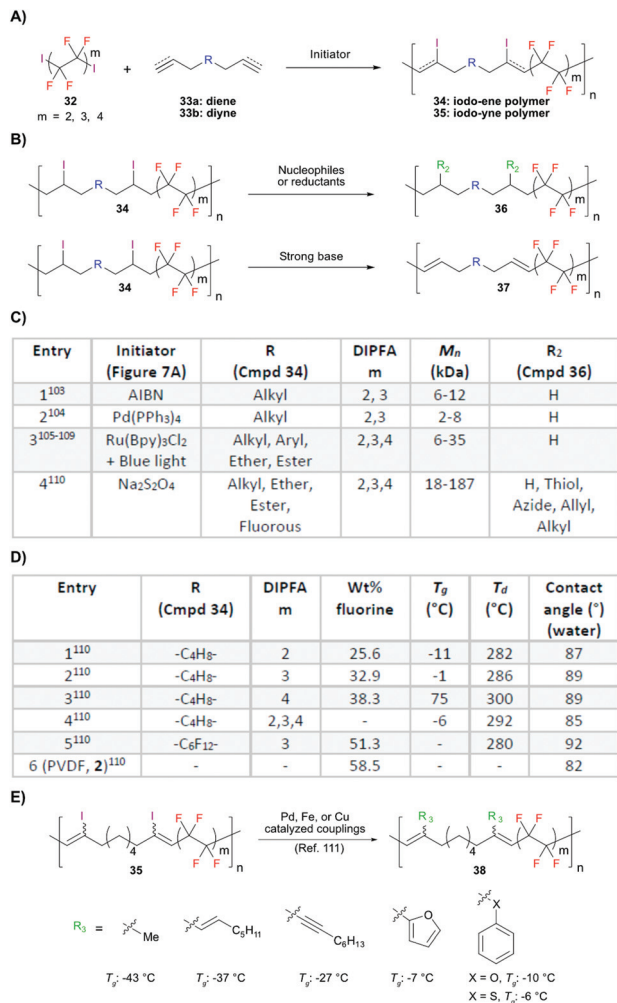 A)
I F F m I F F
32
m = 2, 3, 4
+
R
33a: diene
33b: diyne
Initiator
I R I F F m F F n
34: iodo-ene polymer
35: iodo-yne polymer
B)
I R I F F m F F n
34
Nucleophiles
or reductants
R2 R R2 F F m F F n
36
I R I F F m F F n
34
Strong base
R F F m F F n
37
C)
Entry Initiator (Figure 7A) R (Cmpd 34) DIPFA m Mn (kDa) R2 (Cmpd 36)
1103 AIBN Alkyl 2, 3 6-12 H
2104 Pd(PPh3)4 Alkyl 2,3 2-8 H
3105-109 Ru(Bpy)3Cl2 + Blue light Alkyl, Aryl, Ether, Ester 2,3,4 6-35 H
4110 Na2S2O4 Alkyl, Ether, Ester, Fluorous 2,3,4 18-187 H, Thiol, Azide, Allyl, Alkyl
D)
Entry R (Cmpd 34) DIPFA m Wt% fluorine Tg (°C) Td (°C) Contact angle (°) (water)
1110 -C4H8- 2 25.6 -11 282 87
2110 -C4H8- 3 32.9 -1 286 89
3110 -C4H8- 4 38.3 75 300 89
4110 -C4H8- 2,3,4 - -6 292 85
5110 -C6F12- 3 51.3 - 280 92
6 (PVDF, 2)110 - - 58.5 - - 82
E)
I 4 I F F m F F n
35
Pd, Fe, or Cu
catalyzed couplings
(Ref. 111)
R3 4 R3 F F m F F n
38
R3 = Me C5H11 C6H13 O X
Tg: -43 °C Tg: -37 °C Tg: -27 °C Tg: -7 °C X = O, Tg: -10 °C
X = S, Tg: -6 °C